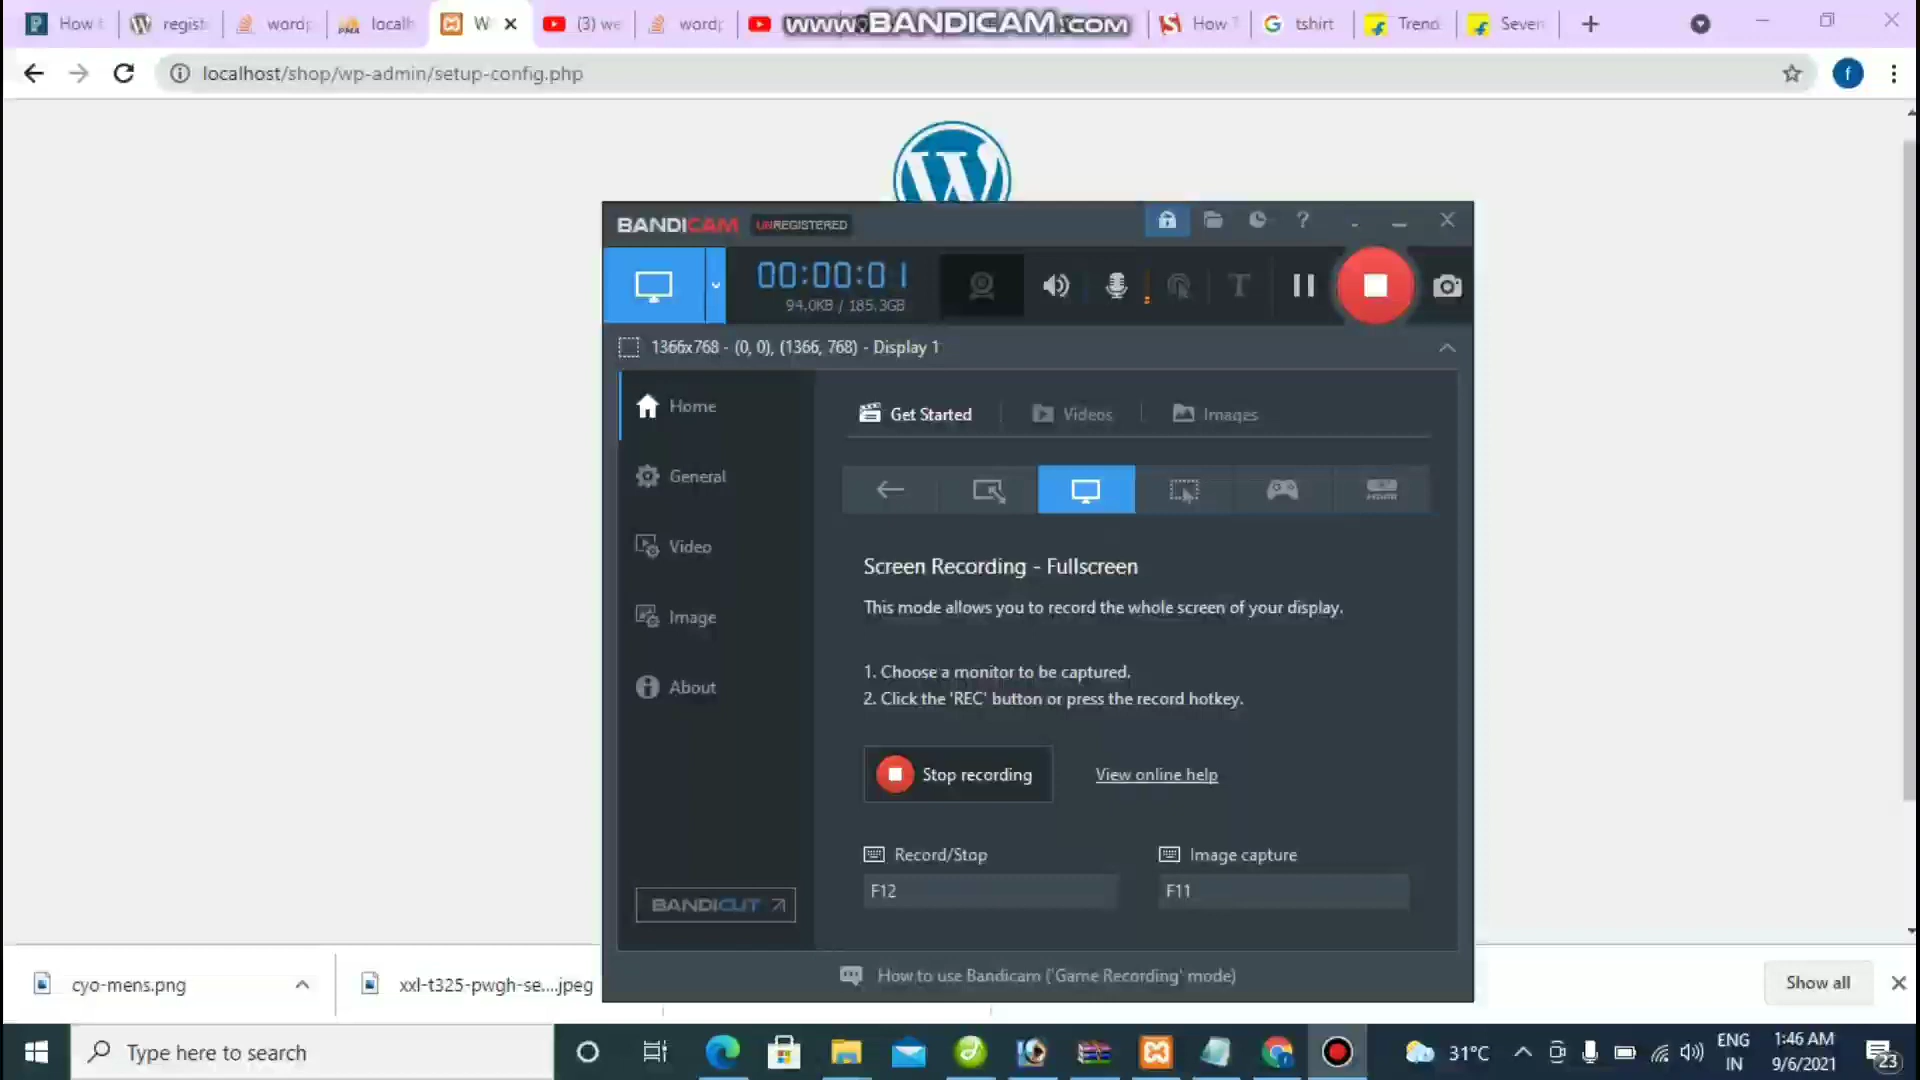 How t
regist
wordp
localh
W
(3) we
wordp
www.BANDICAM.com
How T
tshirt
Trend
Seven
localhost/shop/wp-admin/setup-config.php
f
BANDICAM UNREGISTERED
00:00:01
94.0KB / 185.3GB
1366x768 - (0, 0), (1366, 768) - Display 1
Home
General
Video
Image
About
BANDICUT
Get Started
Videos
Images
HDMI
Screen Recording - Fullscreen
This mode allows you to record the whole screen of your display.
1. Choose a monitor to be captured.
2. Click the 'REC' button or press the record hotkey.
Stop recording
View online help
Record/Stop
Image capture
F12
F11
How to use Bandicam ('Game Recording' mode)
cyo-mens.png
xxl-t325-pwgh-se....jpeg
Show all
Type here to search
31°C
ENG
IN
1:46 AM
9/6/2021
23